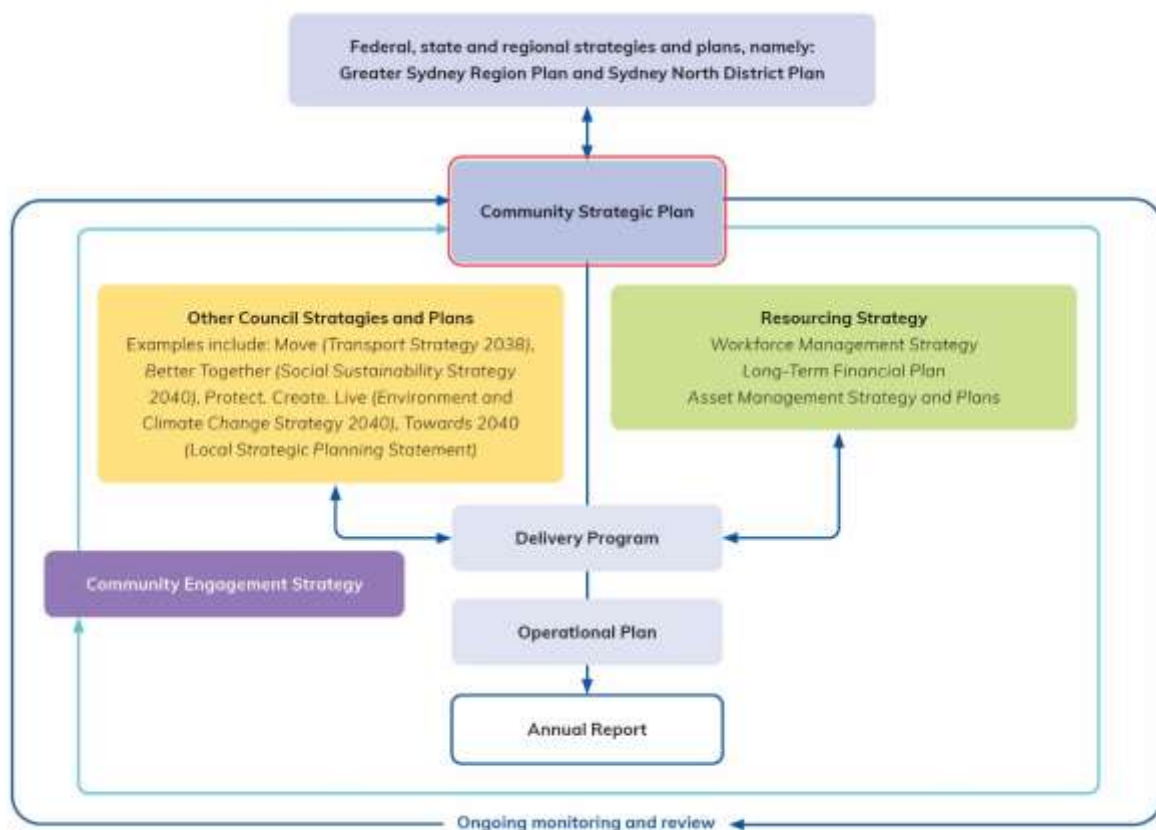 Federal, state and regional strategies and plans, namely:
Greater Sydney Region Plan and Sydney North District Plan
Community Strategic Plan
Other Council Stratagies and Plans
Examples include: Move (Transport Strategy 2038),
Better Together (Social Sustainability Strategy
2040), Protect. Create. Live (Environment and
Climate Change Strategy 2040), Towards 2040
(Local Strategic Planning Statement)
Resourcing Strategy
Workforce Management Strategy
Long-Term Financial Plan
Asset Management Strategy and Plans
Delivery Program
Community Engagement Strategy
Operational Plan
Annual Report
Ongoing monitoring and review